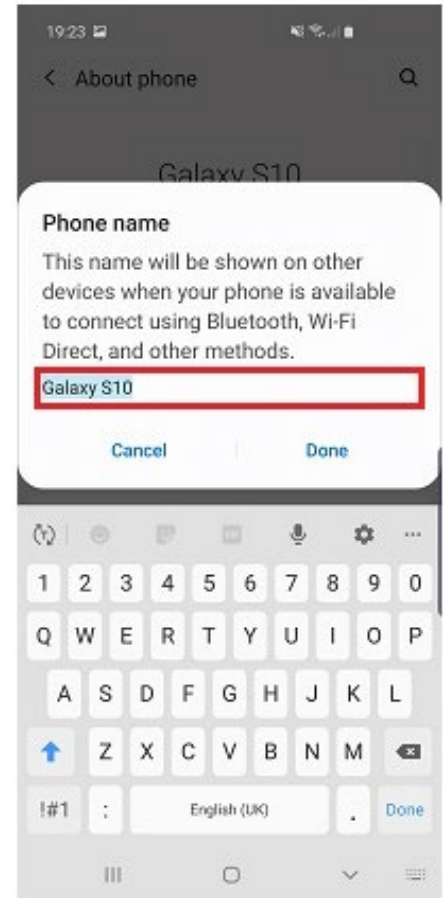 19:23
About phone
Galaxy S10
Phone name
This name will be shown on other
devices when your phone is available
to connect using Bluetooth, Wi-Fi
Direct, and other methods.
Galaxy S10
Cancel Done
1 2 3 4 5 6 7 8 9 0
Q W E R T Y U I O P
A S D F G H J K L
Z X C V B N M
!#1 : English (UK) . Done